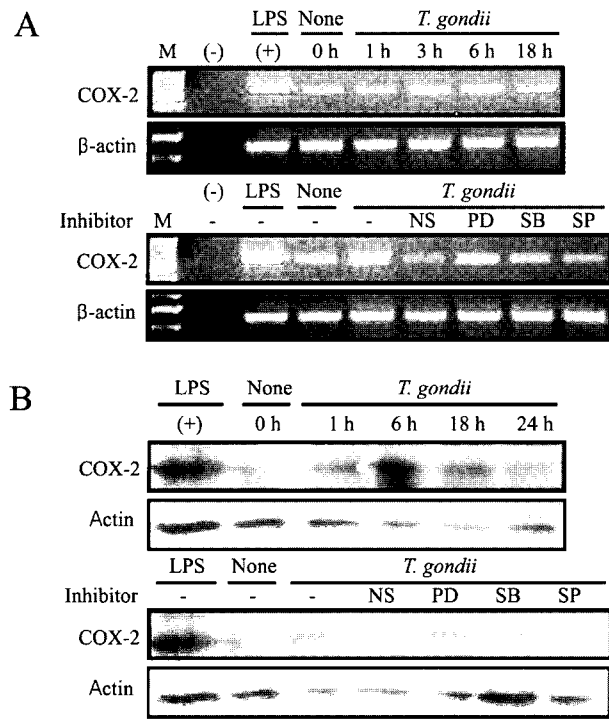 A
LPS None T. gondii
M (-) (+) 0 h 1 h 3 h 6 h 18 h
COX-2
β-actin
(-) LPS None T. gondii
Inhibitor M - - - - NS PD SB SP
COX-2
β-actin
B
LPS None T. gondii
(+) 0 h 1 h 6 h 18 h 24 h
COX-2
Actin
LPS None T. gondii
Inhibitor - - - NS PD SB SP
COX-2
Actin